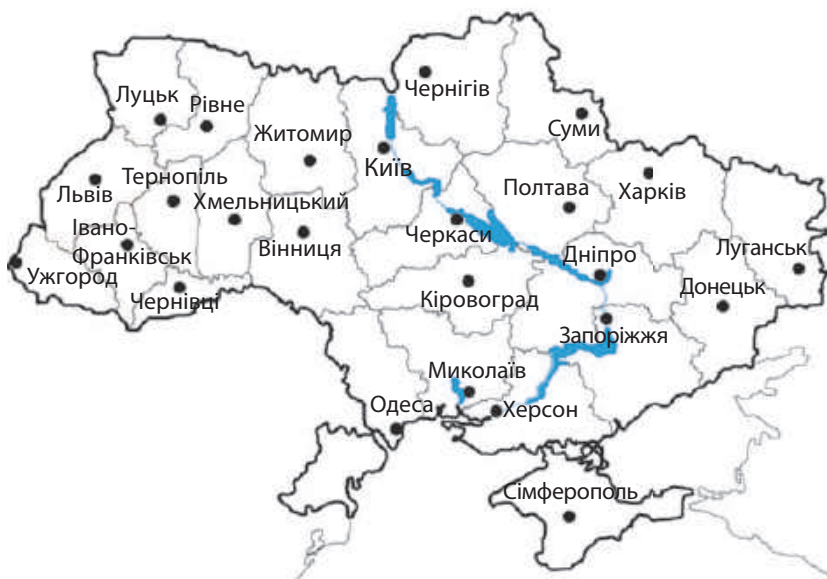 Чернігів
Луцьк
Рівне
Суми
Житомир
Київ
Львів
Тернопіль
Хмельницький
Полтава
Харків
Івано-
Франківськ
Вінниця
Черкаси
Ужгород
Дніпро
Луганськ
Чернівці
Кіровоград
Донецьк
Запоріжжя
Миколаїв
Одеса
Херсон
Сімферополь